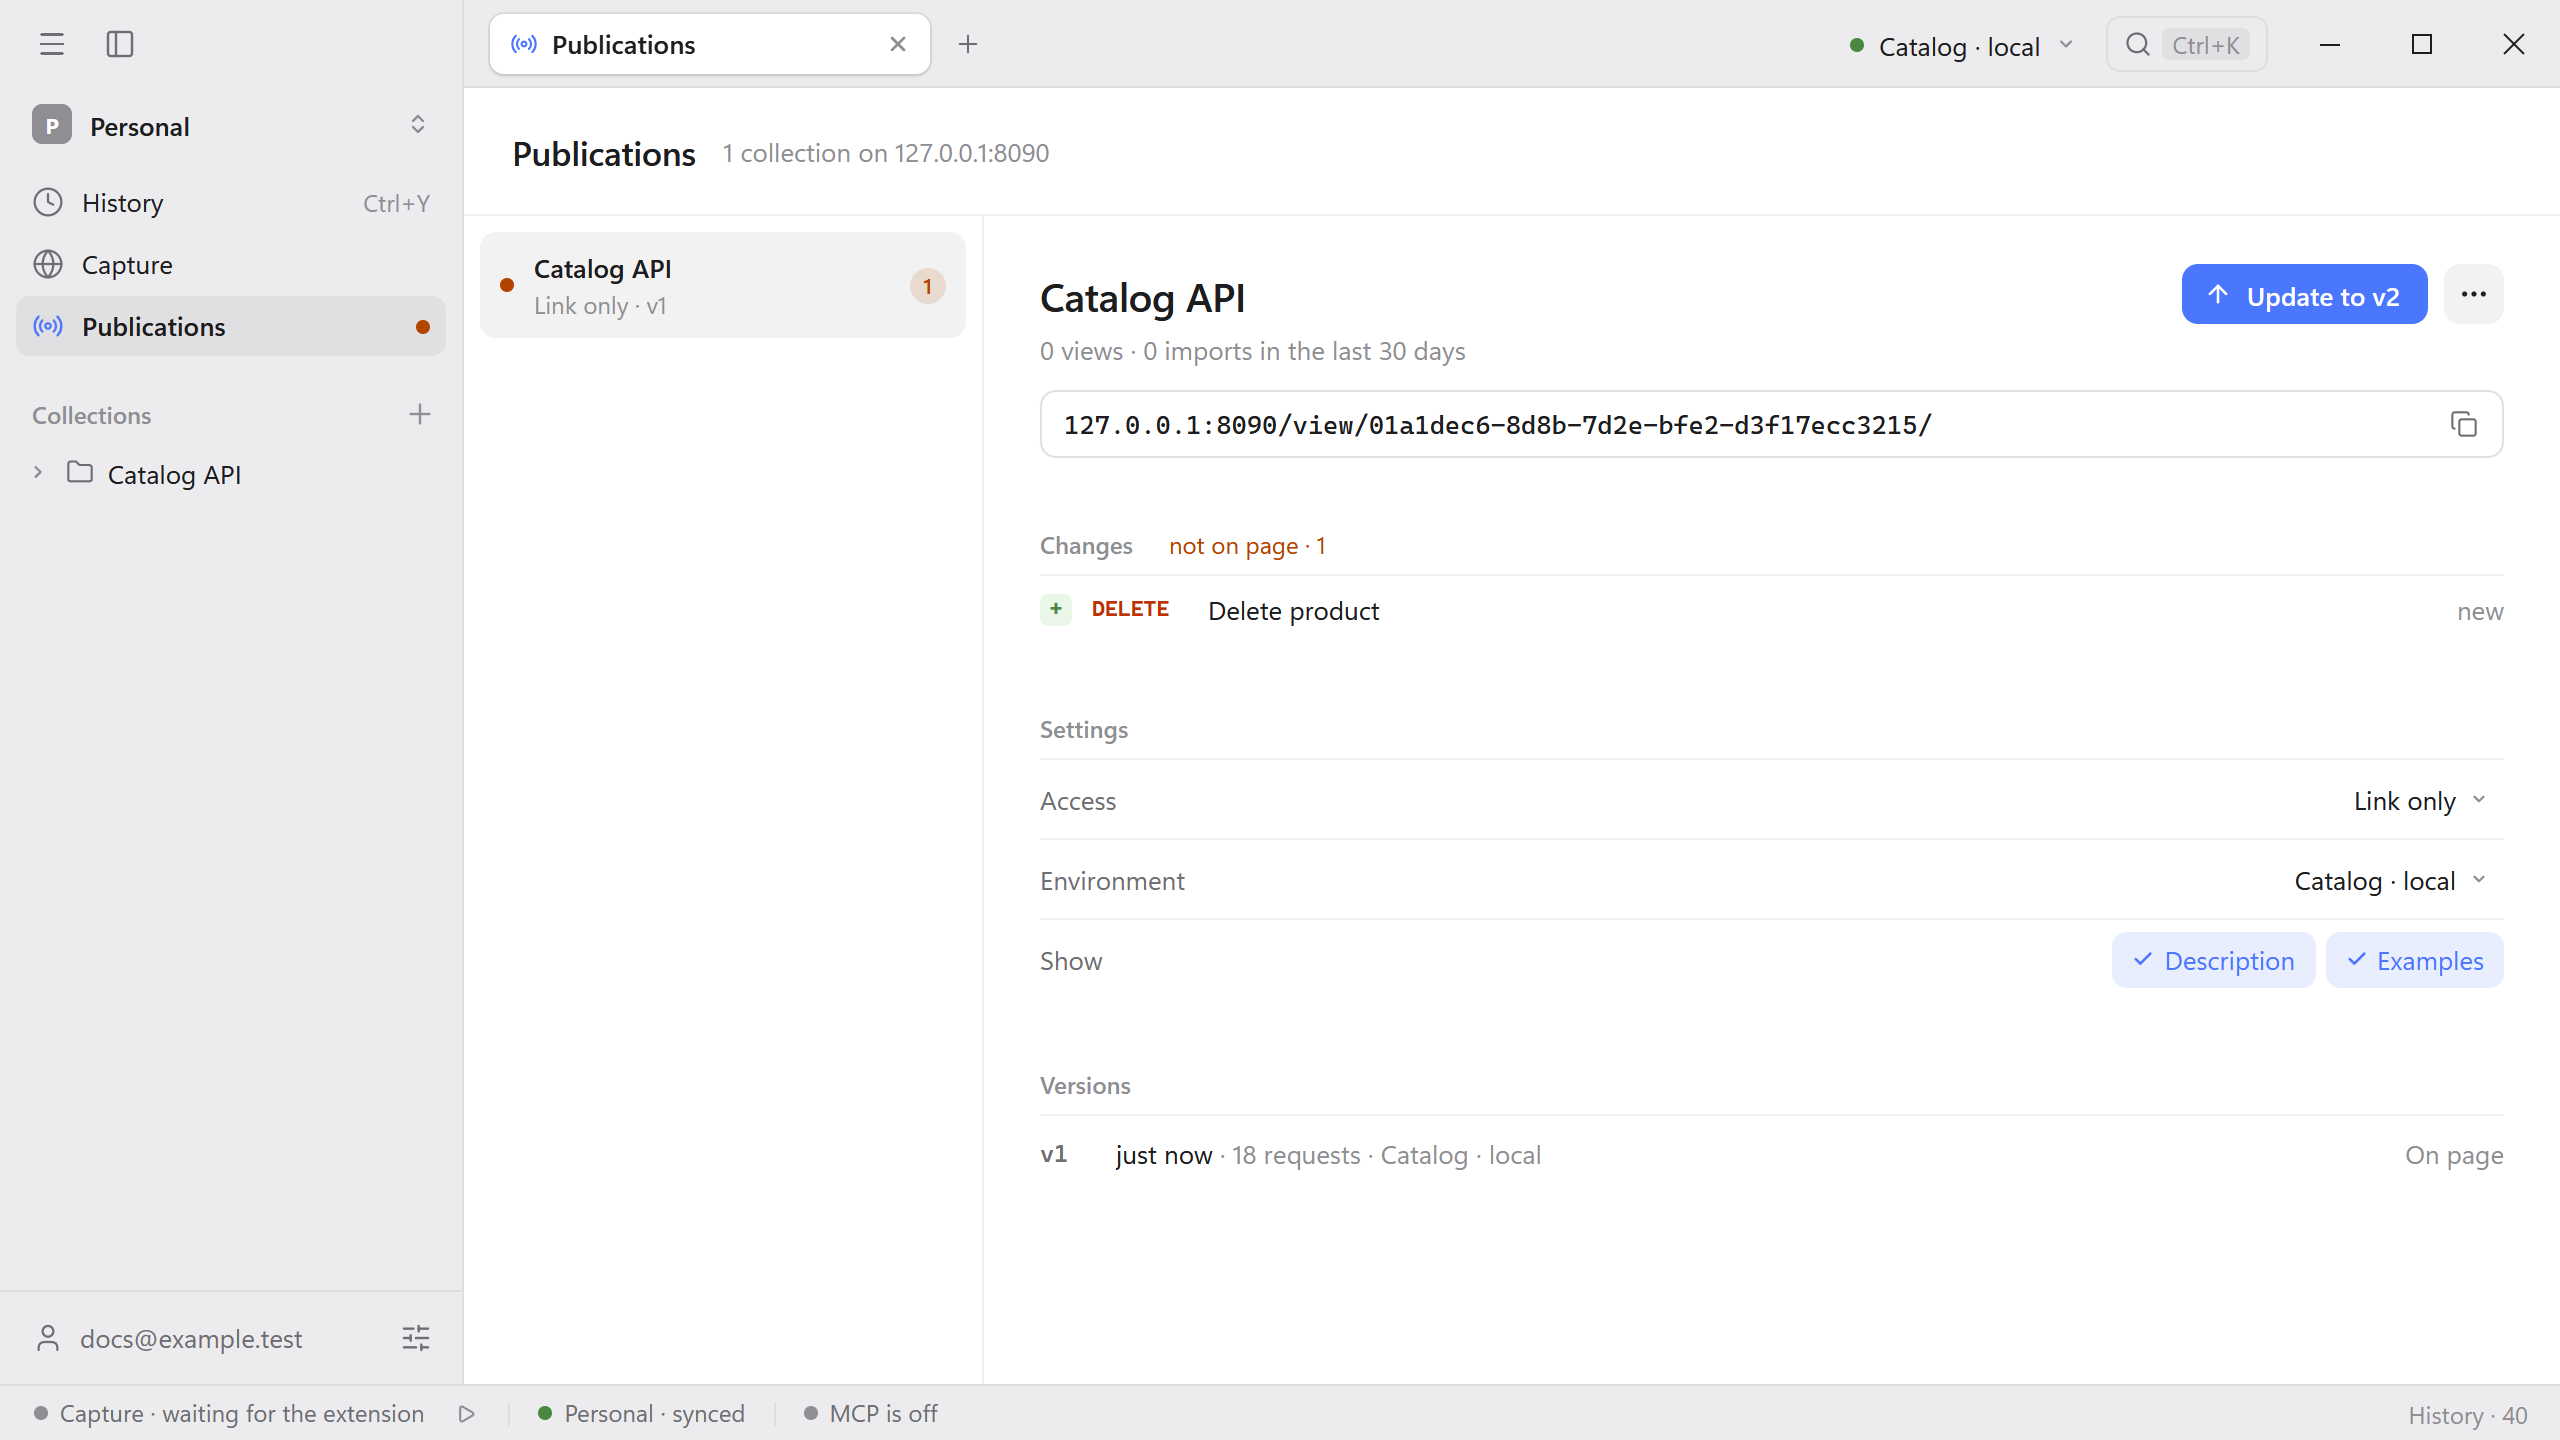 Publications
Catalog · local
Ctrl+K
P
Personal
History
Ctrl+Y
Capture
Publications
Collections
Catalog API
docs@example.test
Publications
1 collection on 127.0.0.1:8090
Catalog API
Link only · v1
1
Catalog API
Update to v2
0 views · 0 imports in the last 30 days
127.0.0.1:8090/view/01a1dec6-8d8b-7d2e-bfe2-d3f17ecc3215/
Changes
not on page · 1
+ DELETE Delete product
new
Settings
Access
Link only
Environment
Catalog · local
Show
Description
Examples
Versions
v1 just now · 18 requests · Catalog · local
On page
Capture · waiting for the extension
Personal · synced
MCP is off
History · 40